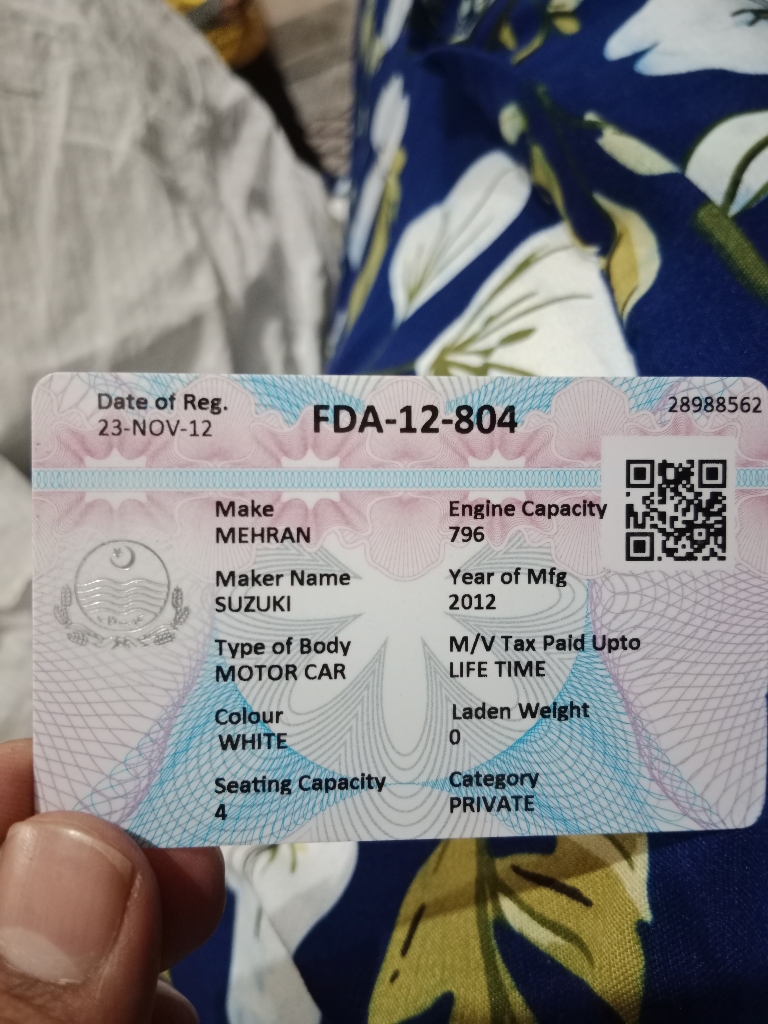 Date of Reg.
23-NOV-12
FDA-12-804
28988562
Make
MEHRAN
Engine Capacity
796
Maker Name
SUZUKI
Year of Mfg
2012
Type of Body
MOTOR CAR
M/V Tax Paid Upto
LIFE TIME
Colour
WHITE
Laden Weight
0
Seating Capacity
4
Category
PRIVATE